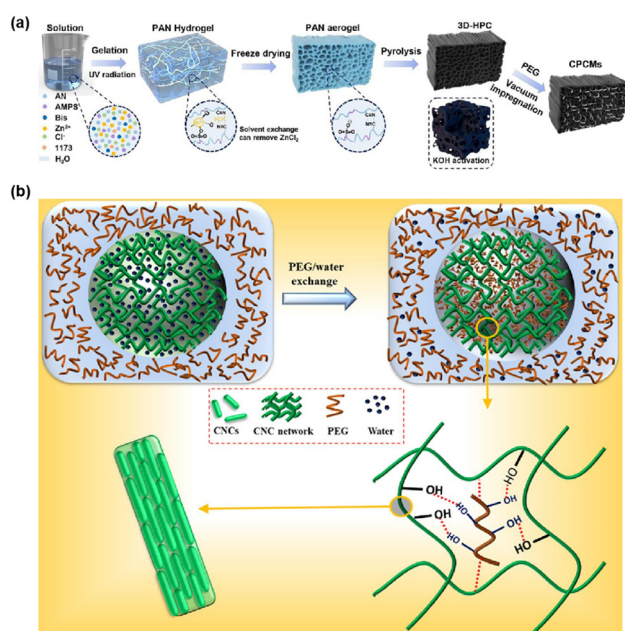 (a)
Solution
PAN Hydrogel
PAN aerogel
3D-HPC
CPCMs
Gelation
UV radiation
Freeze drying
Pyrolysis
PEG
Vacuum
Impregnation
AN
AMPS
Bis
Zn²⁺
Cl⁻
1173
H₂O
Solvent exchange
can remove ZnCl₂
KOH activation
(b)
PEG/water
exchange
CNCs
CNC network
PEG
Water
OH
OH
HO
HO
OH
OH
HO
HO